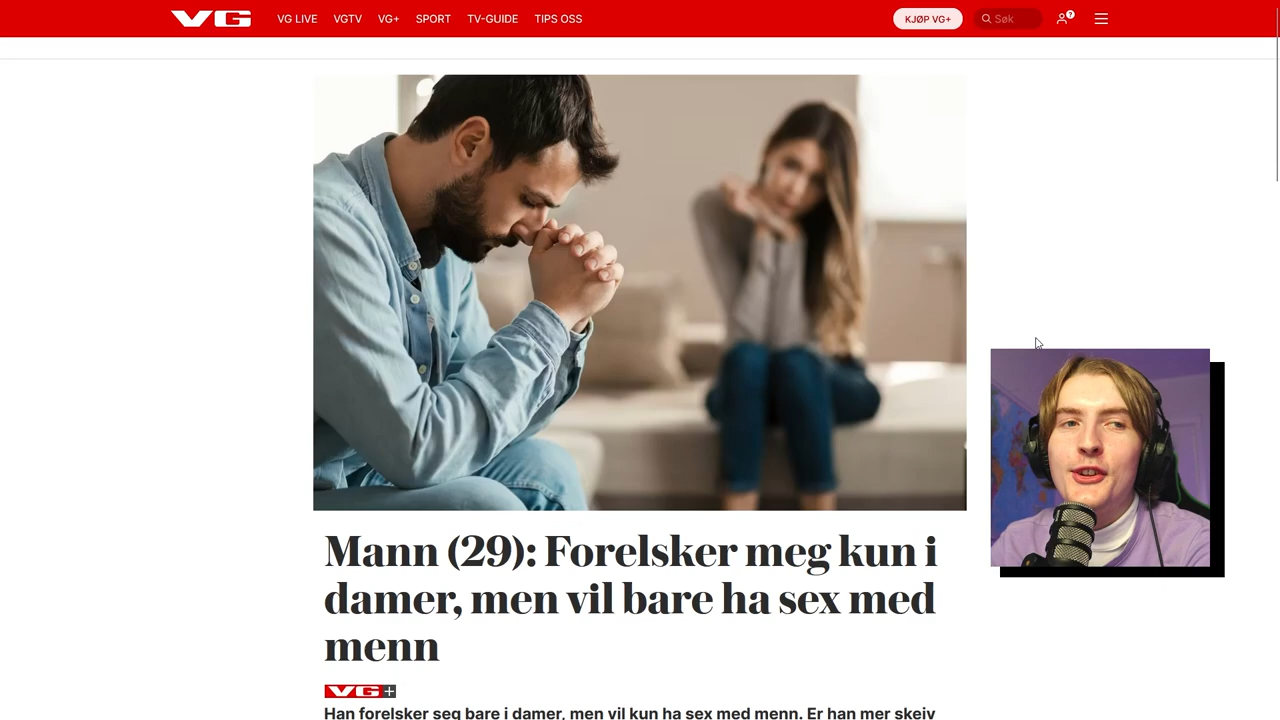 VG VG LIVE VGTV VG+ SPORT TV-GUIDE TIPS OSS KJØP VG+ Søk ?
Mann (29): Forelsker meg kun i
damer, men vil bare ha sex med
menn
VG+
Han forelsker seg bare i damer, men vil kun ha sex med menn. Er han mer skeiv